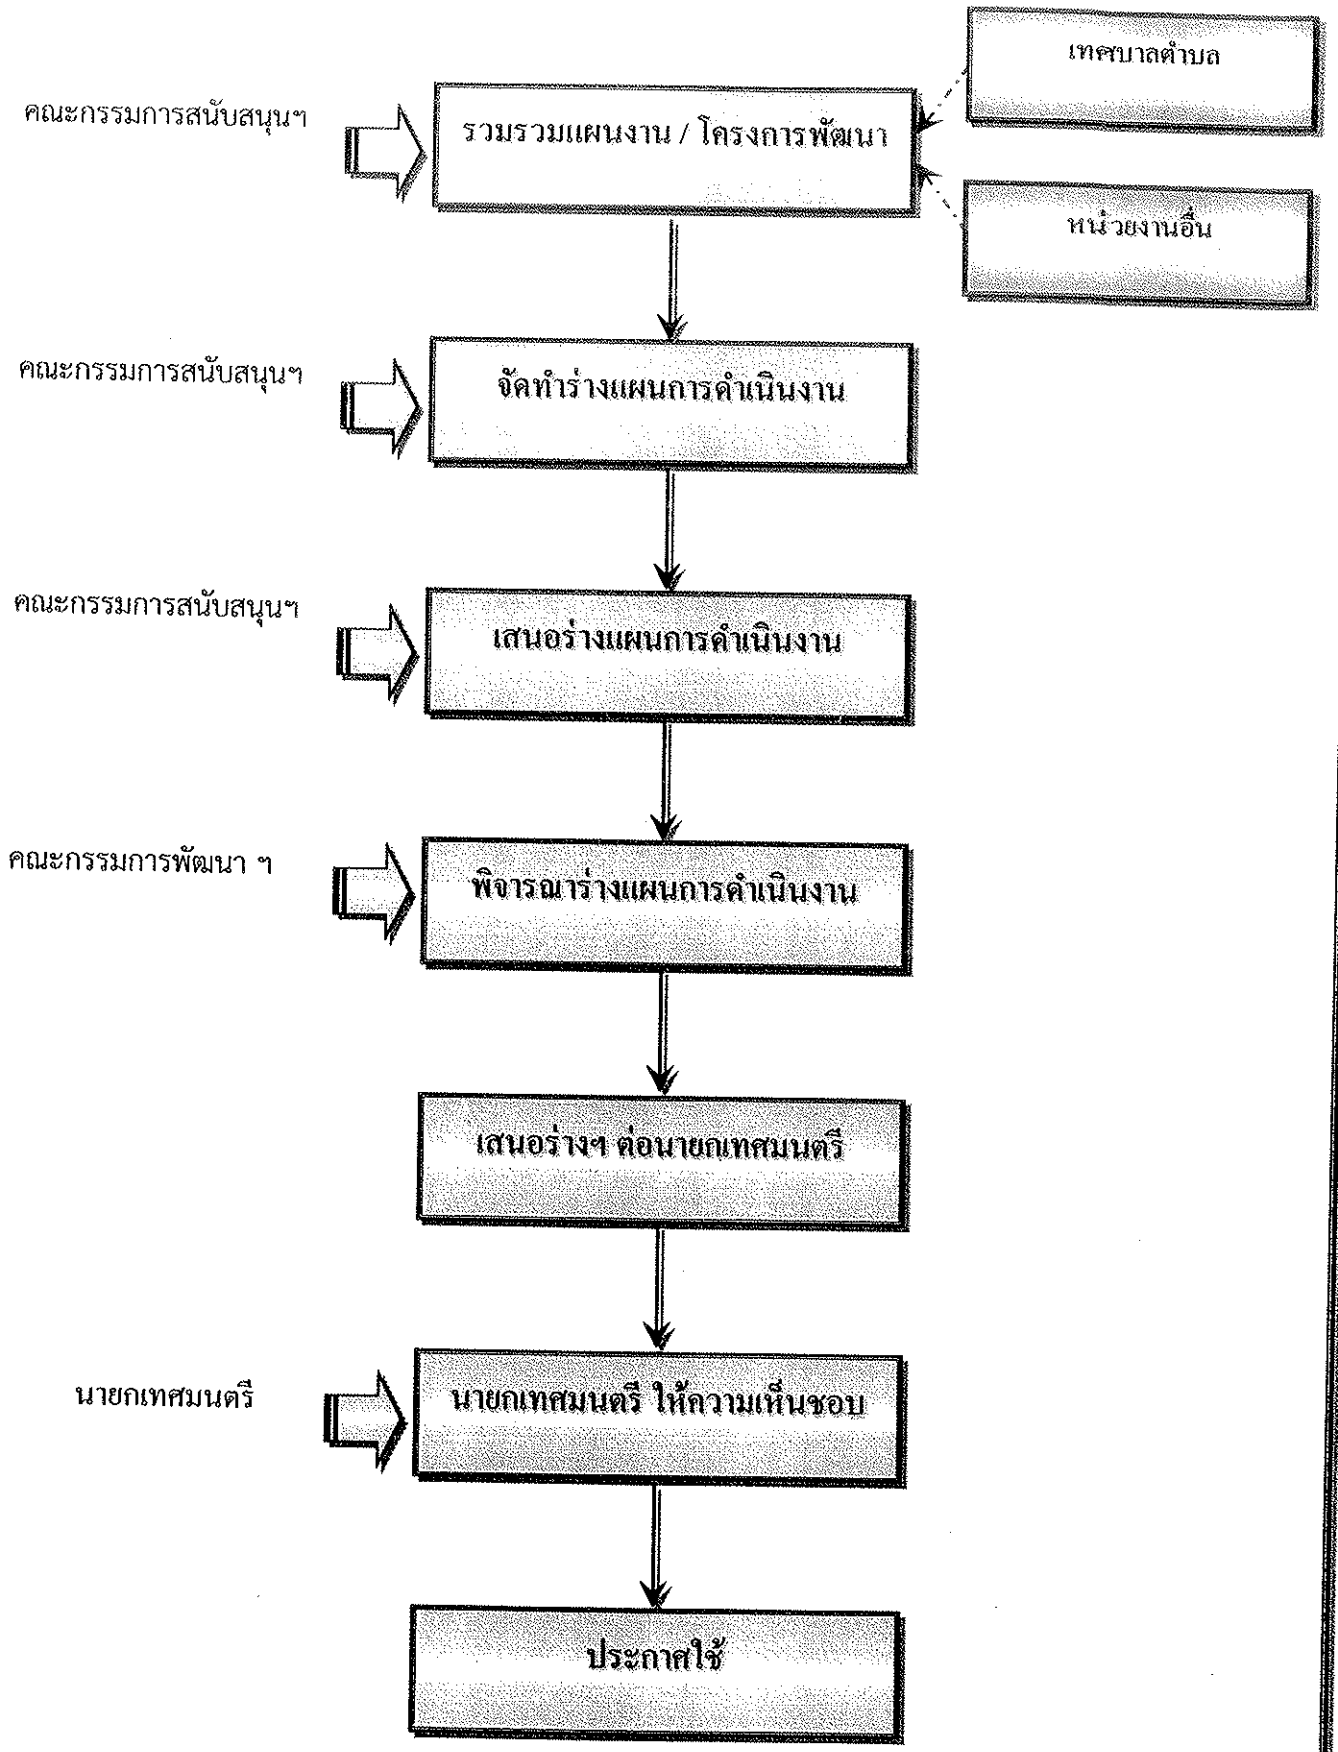 เทศบาลตำบล
คณะกรรมการสนับสนุนฯ
รวมรวมแผนงาน / โครงการพัฒนา
หน่วยงานอื่น
คณะกรรมการสนับสนุนฯ
จัดทำร่างแผนการดำเนินงาน
คณะกรรมการสนับสนุนฯ
เสนอร่างแผนการดำเนินงาน
คณะกรรมการพัฒนา ฯ
พิจารณาร่างแผนการดำเนินงาน
เสนอร่างฯ ต่อนายกเทศมนตรี
นายกเทศมนตรี
นายกเทศมนตรี ให้ความเห็นชอบ
ประกาศใช้